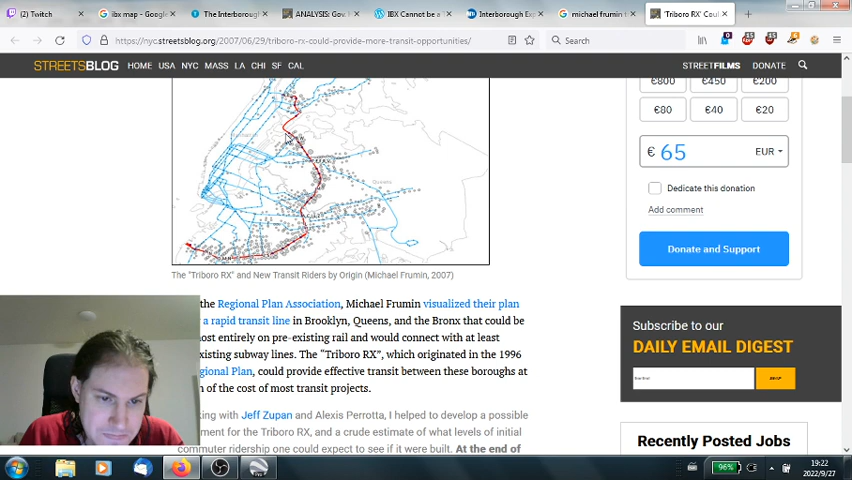 Twitch
ibx map - Google
The Interborough
ANALYSIS: Gov.
IBX Cannot be a
Interborough Exp
michael frumin t
'Triboro RX' Coul
https://nyc.streetsblog.org/2007/06/29/triboro-rx-could-provide-more-transit-opportunities/
Search
STREETSBLOG HOME USA NYC MASS LA CHI SF CAL STREETFILMS DONATE
€800 €450 €200
€80 €40 €20
€ 65 EUR
Dedicate this donation
Add comment
Donate and Support
The "Triboro RX" and New Transit Riders by Origin (Michael Frumin, 2007)
the Regional Plan Association, Michael Frumin visualized their plan
a rapid transit line in Brooklyn, Queens, and the Bronx that could be
ost entirely on pre-existing rail and would connect with at least
xisting subway lines. The “Triboro RX”, which originated in the 1996
egional Plan, could provide effective transit between these boroughs at
n of the cost of most transit projects.
king with Jeff Zupan and Alexis Perrotta, I helped to develop a possible
ment for the Triboro RX, and a crude estimate of what levels of initial
commuter ridership one could expect to see if it were built. At the end of
Subscribe to our
DAILY EMAIL DIGEST
Recently Posted Jobs
96%
19:22
2022/9/27